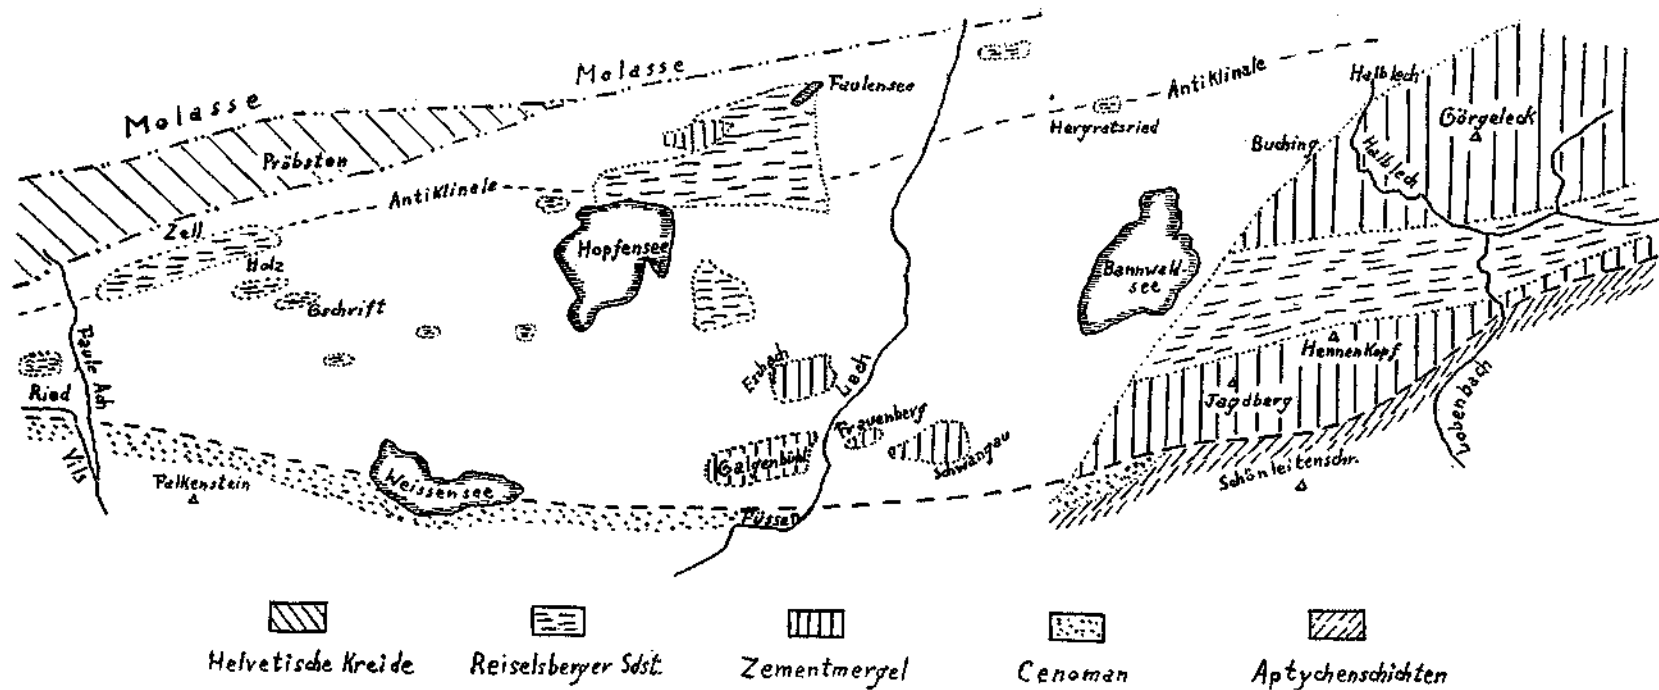 Molasse
Molasse
Faulensee
Antiklinale
Halblech
Görgeleck
Hergratsried
Buching
Halblech
Pröbsten
Antiklinale
Zell
Hopfensee
Holz
Bannwald-
see
Gschrift
Faule Ach
Hennenkopf
Eschach
Lech
Ried
Jagdberg
Lobenbach
Frauenberg
Vils
Galgenbühl
Schwangau
Falkenstein
Weissensee
Schönleitenschr.
Füssen
Helvetische Kreide
Reiselsberger Sdst.
Zementmergel
Cenoman
Aptychenschichten